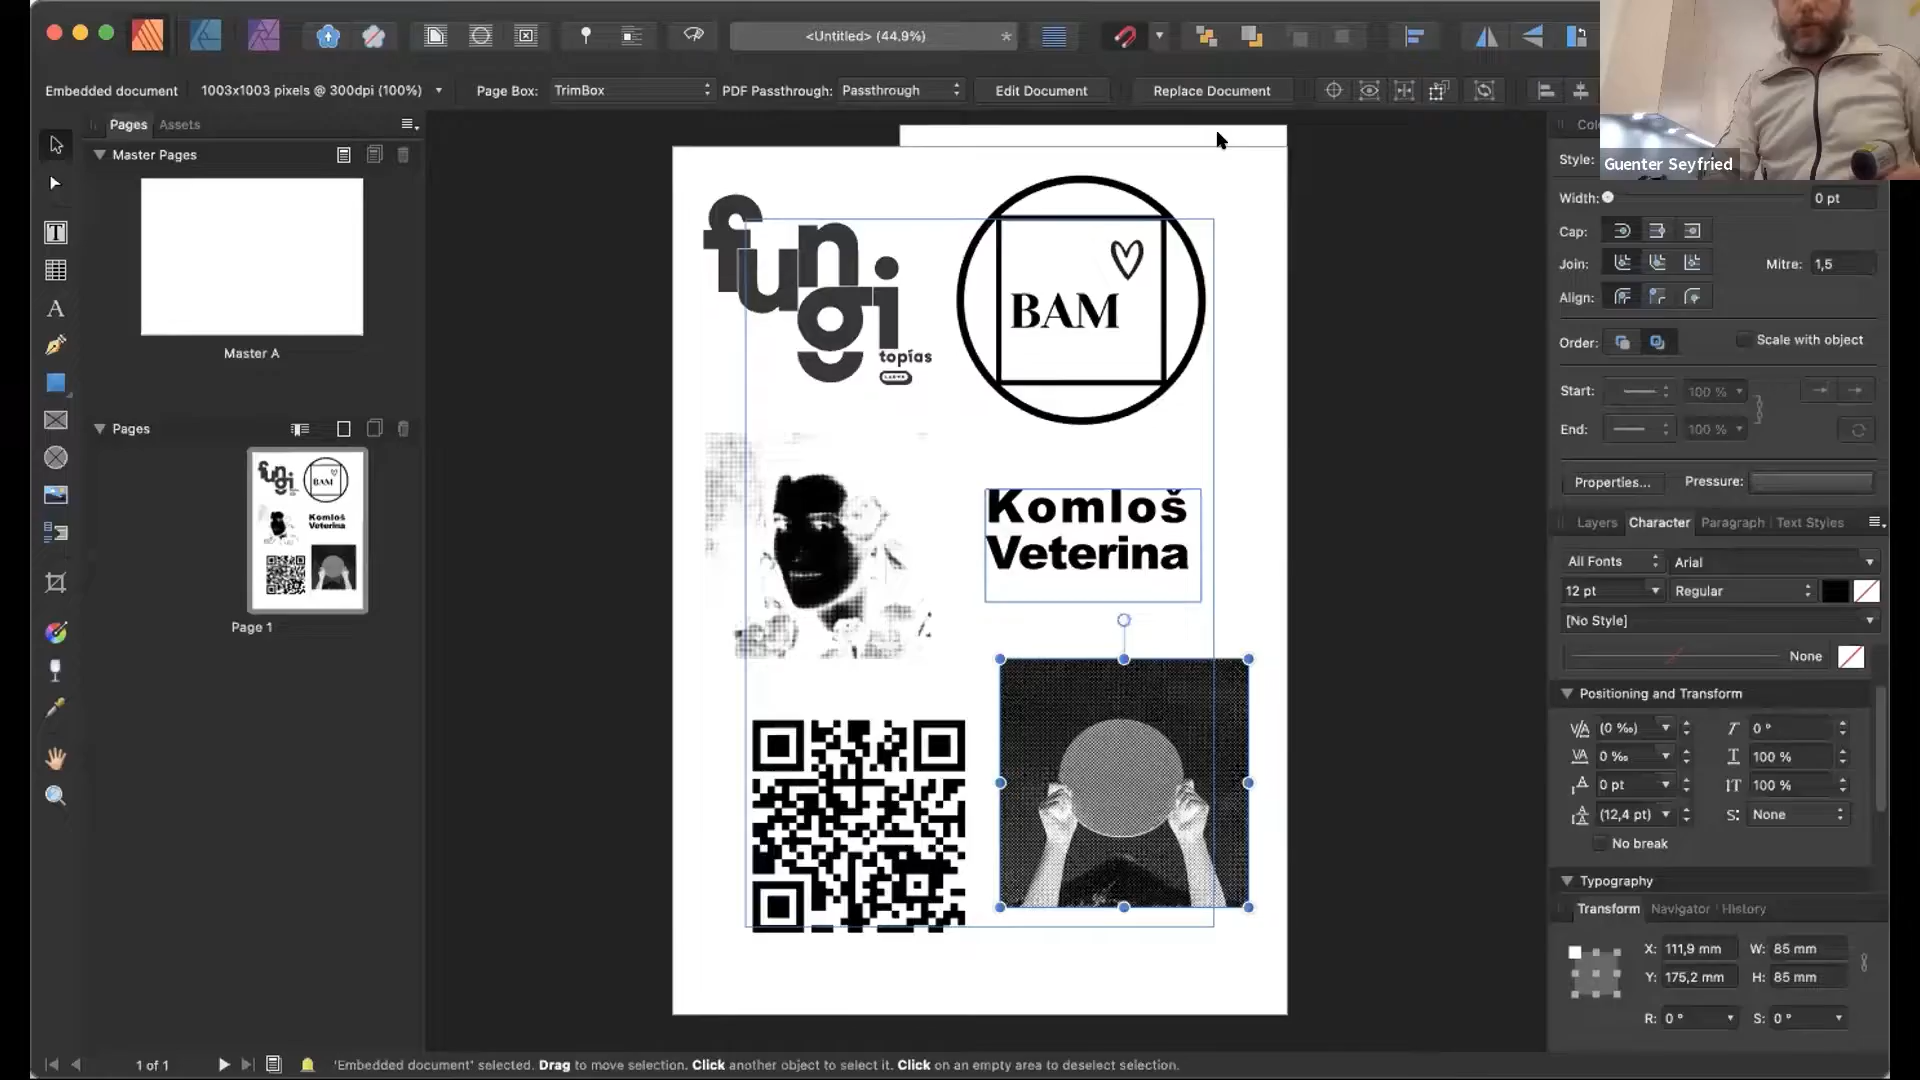 <Untitled> (44.9%)
*
Embedded document
1003x1003 pixels @ 300dpi (100%)
Page Box:
TrimBox
PDF Passthrough:
Passthrough
Edit Document
Replace Document
Guenter Seyfried
Pages
Assets
Master Pages
Master A
Pages
Page 1
fungi
topías
BAM
Komloš
Veterina
fungi
BAM
Komloš
Veterina
Style:
Width:
0 pt
Cap:
Join:
Mitre:
1,5
Align:
Order:
Scale with object
Start:
100 %
End:
100 %
Properties...
Pressure:
Layers
Character
Paragraph
Text Styles
All Fonts
Arial
12 pt
Regular
[No Style]
None
Positioning and Transform
(0 ‰)
0 °
0 ‰
100 %
0 pt
100 %
(12,4 pt)
S:
None
No break
Typography
Transform
Navigator
History
X:
111,9 mm
W:
85 mm
Y:
175,2 mm
H:
85 mm
R:
0 °
S:
0 °
1 of 1
'Embedded document' selected. Drag to move selection. Click another object to select it. Click on an empty area to deselect selection.